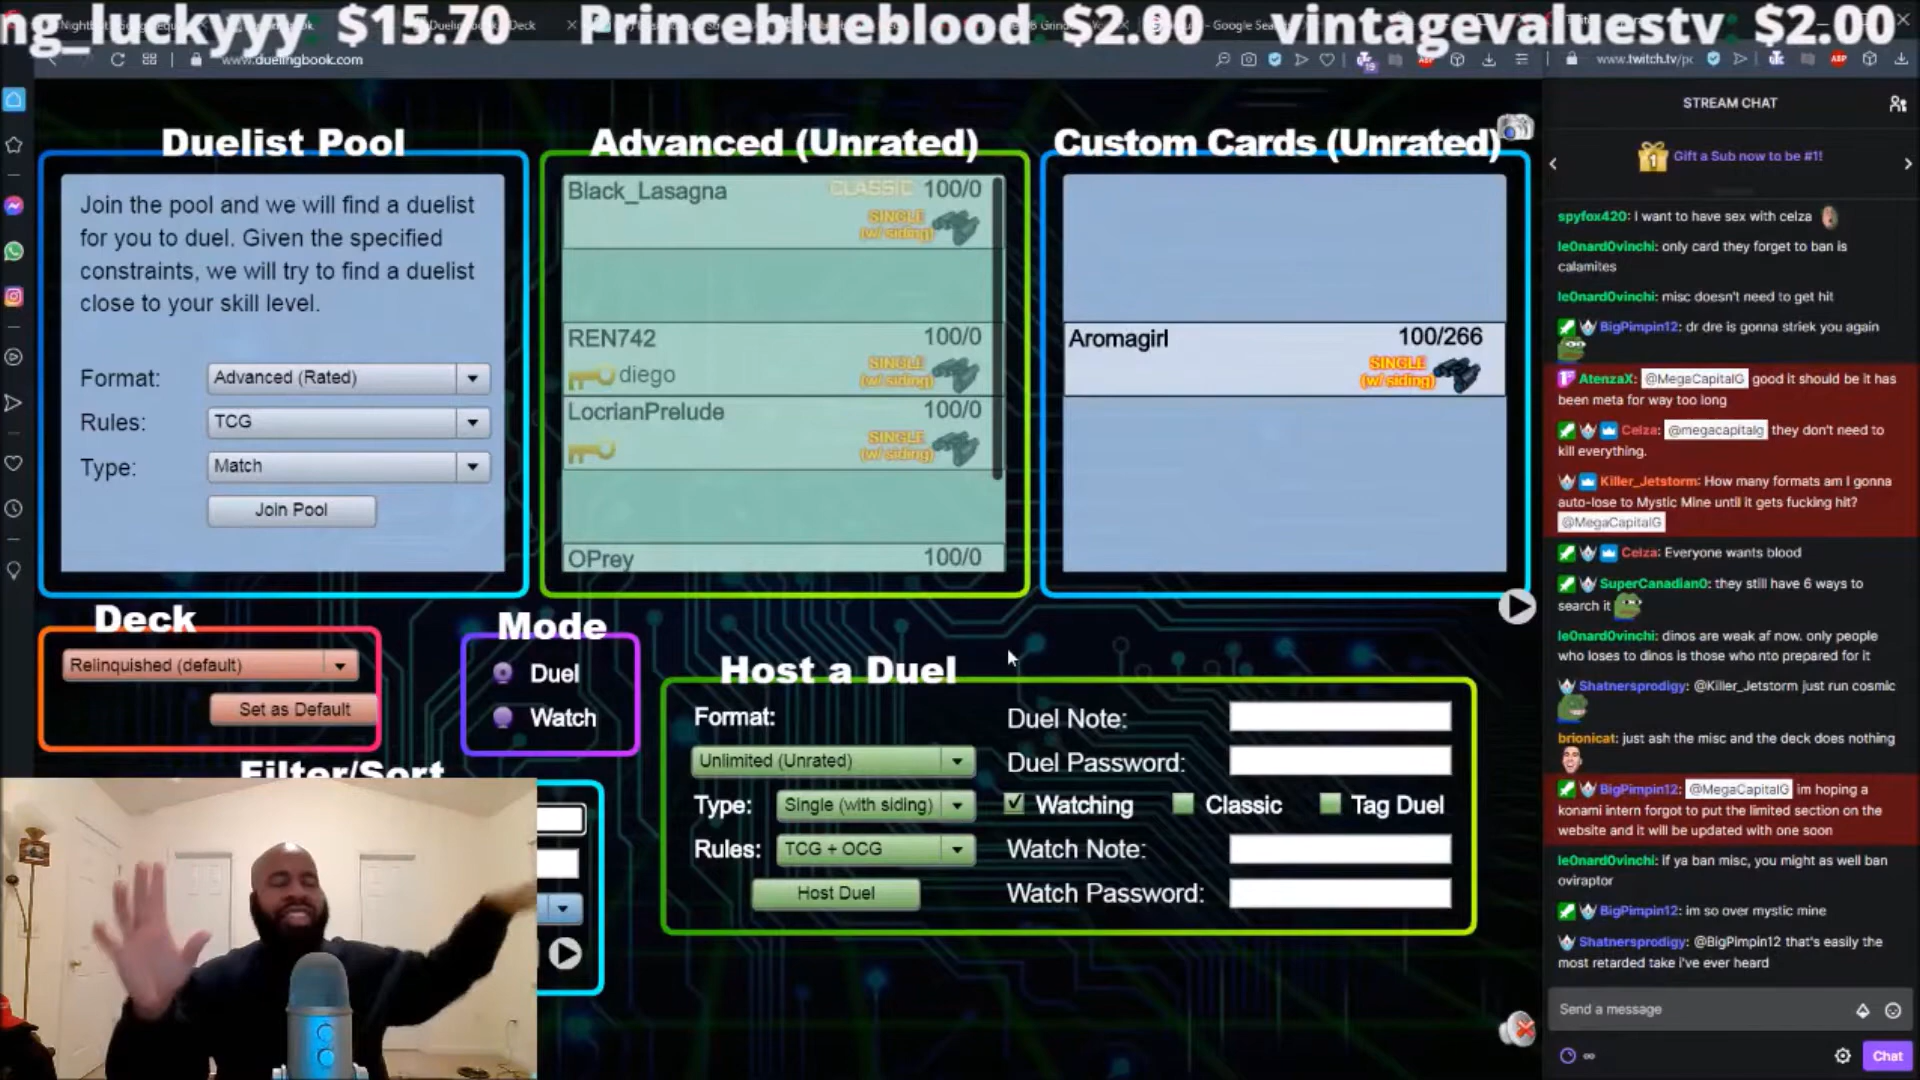 ng_luckyyy: $15.70 Princeblueblood: $2.00 vintagevaluestv: $2.00
www.duelingbook.com
www.twitch.tv/pc
Duelist Pool
Join the pool and we will find a duelist
for you to duel. Given the specified
constraints, we will try to find a duelist
close to your skill level.
Format: Advanced (Rated)
Rules: TCG
Type: Match
Join Pool
Advanced (Unrated)
Black_Lasagna CLASSIC 100/0
SINGLE
(w/ siding)
REN742 100/0
diego SINGLE
(w/ siding)
LocrianPrelude 100/0
SINGLE
(w/ siding)
OPrey 100/0
Custom Cards (Unrated)
Aromagirl 100/266
SINGLE
(w/ siding)
Deck
Relinquished (default)
Set as Default
Mode
Duel
Watch
Filter/Sort
Host a Duel
Format:
Unlimited (Unrated)
Type: Single (with siding)
Rules: TCG + OCG
Host Duel
Duel Note:
Duel Password:
Watching Classic Tag Duel
Watch Note:
Watch Password:
STREAM CHAT
1 Gift a Sub now to be #1!
spyfox420: I want to have sex with celza
le0nard0vinchi: only card they forget to ban is
calamites
le0nard0vinchi: misc doesn't need to get hit
BigPimpin12: dr dre is gonna striek you again
AtenzaX: @MegaCapitalG good it should be it has
been meta for way too long
Celza: @megacapitalg they don't need to
kill everything.
Killer_Jetstorm: How many formats am I gonna
auto-lose to Mystic Mine until it gets fucking hit?
@MegaCapitalG
Celza: Everyone wants blood
SuperCanadian0: they still have 6 ways to
search it
le0nard0vinchi: dinos are weak af now. only people
who loses to dinos is those who nto prepared for it
Shatnersprodigy: @Killer_Jetstorm just run cosmic
brionicat: just ash the misc and the deck does nothing
BigPimpin12: @MegaCapitalG im hoping a
konami intern forgot to put the limited section on the
website and it will be updated with one soon
le0nard0vinchi: if ya ban misc, you might as well ban
oviraptor
BigPimpin12: im so over mystic mine
Shatnersprodigy: @BigPimpin12 that's easily the
most retarded take i've ever heard
Send a message
Chat